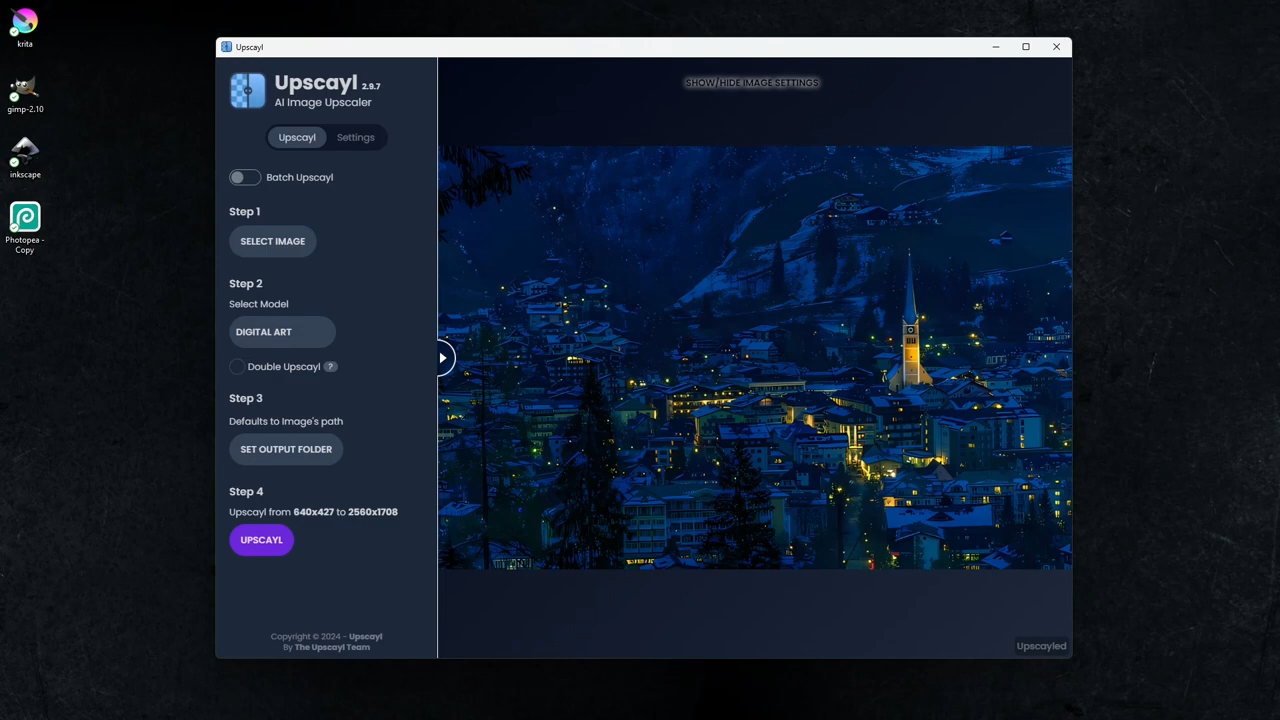 krita
gimp-2.10
inkscape
Photopea -
Copy
Upscayl
Upscayl 2.9.7
AI Image Upscaler
Upscayl Settings
Batch Upscayl
Step 1
SELECT IMAGE
Step 2
Select Model
DIGITAL ART
Double Upscayl ?
Step 3
Defaults to Image's path
SET OUTPUT FOLDER
Step 4
Upscayl from 640x427 to 2560x1708
UPSCAYL
Copyright © 2024 - Upscayl
By The Upscayl Team
SHOW/HIDE IMAGE SETTINGS
Upscayled